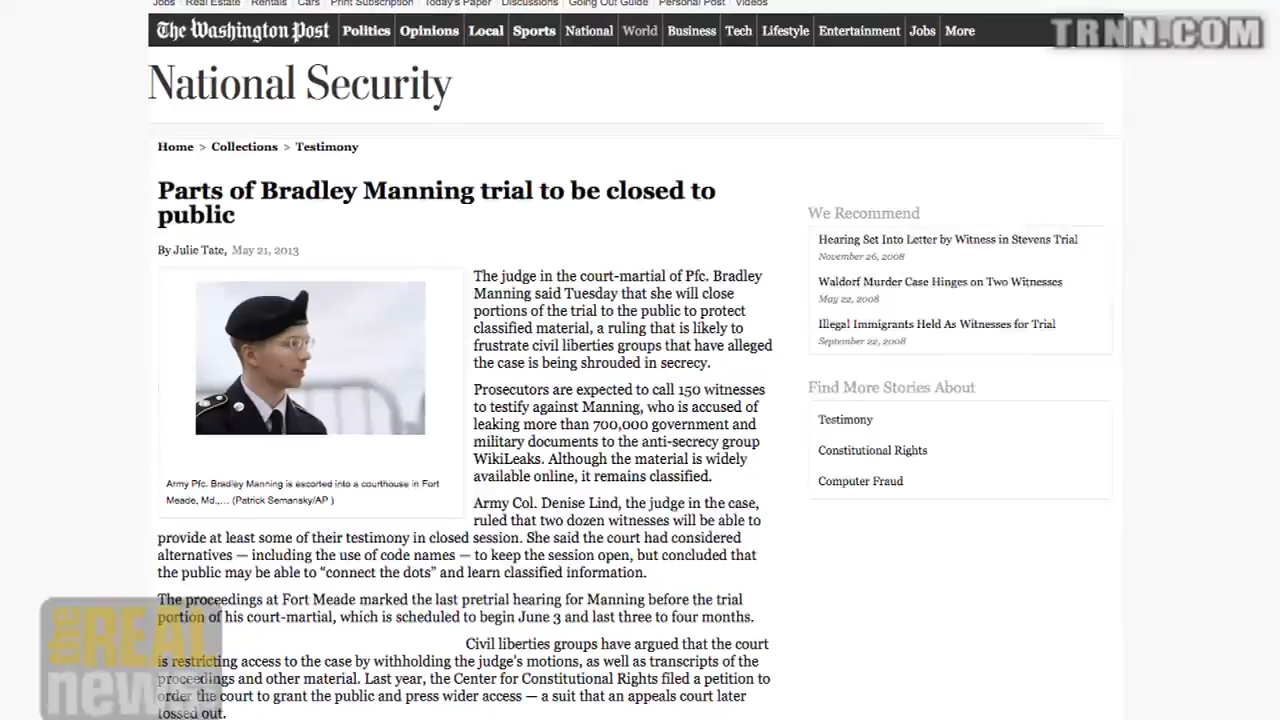 Jobs Real Estate Rentals Cars Print Subscription Today's Paper Discussions Going Out Guide Personal Post Videos
The Washington Post Politics Opinions Local Sports National World Business Tech Lifestyle Entertainment Jobs More
TRNN.COM
National Security
Home > Collections > Testimony
Parts of Bradley Manning trial to be closed to
public
By Julie Tate, May 21, 2013
Army Pfc. Bradley Manning is escorted into a courthouse in Fort
Meade, Md.,... (Patrick Semansky/AP )
The judge in the court-martial of Pfc. Bradley
Manning said Tuesday that she will close
portions of the trial to the public to protect
classified material, a ruling that is likely to
frustrate civil liberties groups that have alleged
the case is being shrouded in secrecy.
Prosecutors are expected to call 150 witnesses
to testify against Manning, who is accused of
leaking more than 700,000 government and
military documents to the anti-secrecy group
WikiLeaks. Although the material is widely
available online, it remains classified.
Army Col. Denise Lind, the judge in the case,
ruled that two dozen witnesses will be able to
provide at least some of their testimony in closed session. She said the court had considered
alternatives — including the use of code names — to keep the session open, but concluded that
the public may be able to “connect the dots” and learn classified information.
The proceedings at Fort Meade marked the last pretrial hearing for Manning before the trial
portion of his court-martial, which is scheduled to begin June 3 and last three to four months.
Civil liberties groups have argued that the court
is restricting access to the case by withholding the judge’s motions, as well as transcripts of the
proceedings and other material. Last year, the Center for Constitutional Rights filed a petition to
order the court to grant the public and press wider access — a suit that an appeals court later
tossed out.
We Recommend
Hearing Set Into Letter by Witness in Stevens Trial
November 26, 2008
Waldorf Murder Case Hinges on Two Witnesses
May 22, 2008
Illegal Immigrants Held As Witnesses for Trial
September 22, 2008
Find More Stories About
Testimony
Constitutional Rights
Computer Fraud
the REAL
news